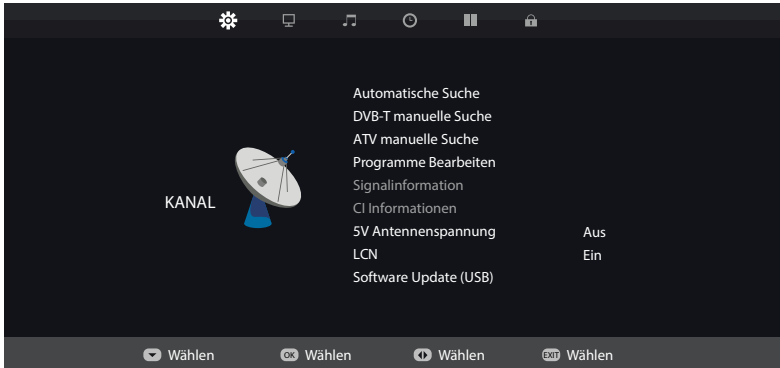 KANAL
Automatische Suche
DVB-T manuelle Suche
ATV manuelle Suche
Programme Bearbeiten
Signalinformation
CI Informationen
5V Antennenspannung Aus
LCN Ein
Software Update (USB)
Wählen OK Wählen Wählen EXIT Wählen